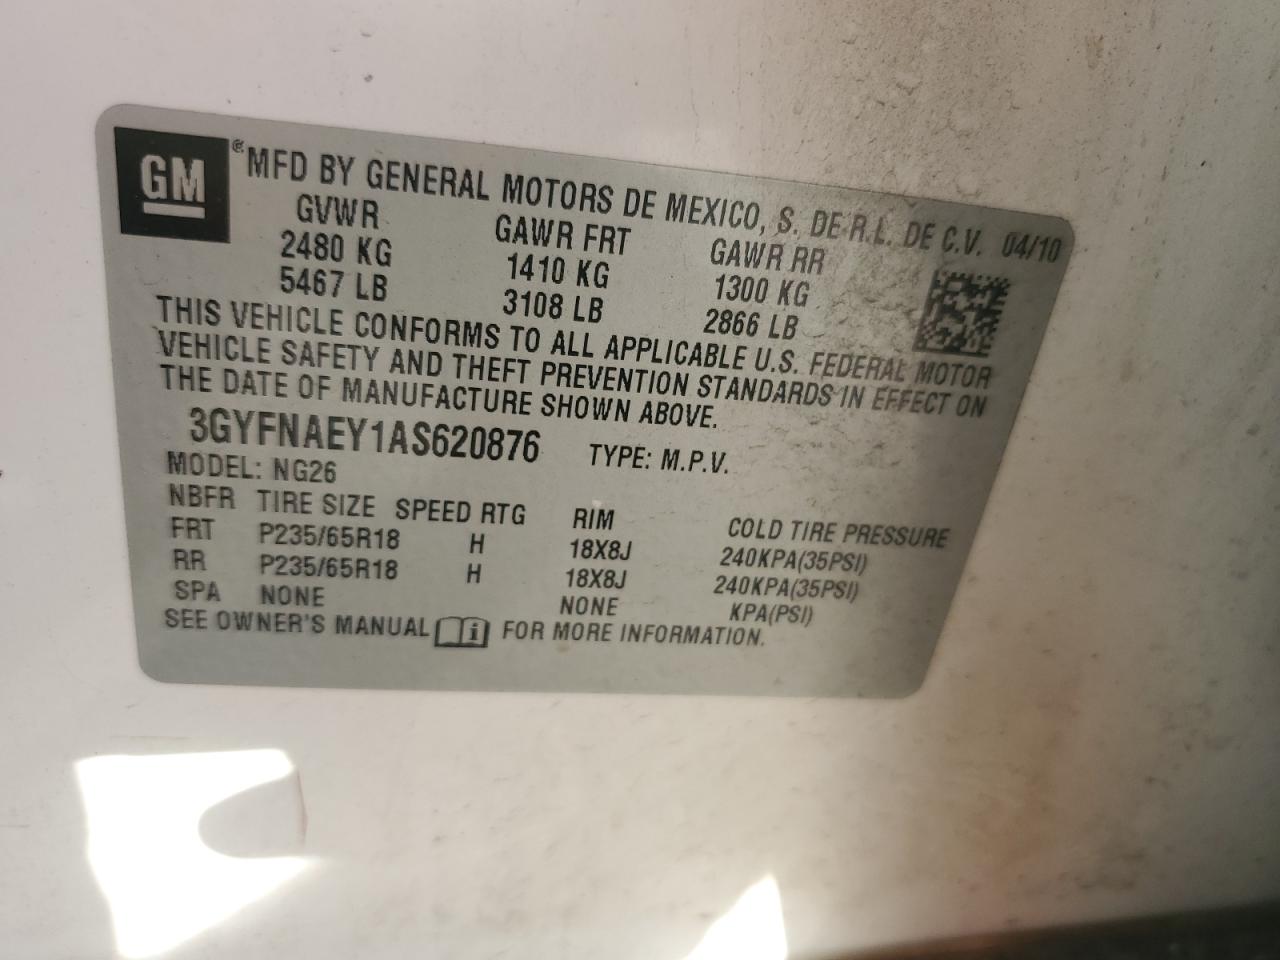 GM ® MFD BY GENERAL MOTORS DE MEXICO, S. DE R.L. DE C.V. 04/10
GVWR GAWR FRT GAWR RR
2480 KG 1410 KG 1300 KG
5467 LB 3108 LB 2866 LB
THIS VEHICLE CONFORMS TO ALL APPLICABLE U.S. FEDERAL MOTOR
VEHICLE SAFETY AND THEFT PREVENTION STANDARDS IN EFFECT ON
THE DATE OF MANUFACTURE SHOWN ABOVE.
3GYFNAEY1AS620876 TYPE: M.P.V.
MODEL: NG26
NBFR TIRE SIZE SPEED RTG RIM COLD TIRE PRESSURE
FRT P235/65R18 H 18X8J 240KPA(35PSI)
RR P235/65R18 H 18X8J 240KPA(35PSI)
SPA NONE NONE KPA(PSI)
SEE OWNER'S MANUAL i FOR MORE INFORMATION.